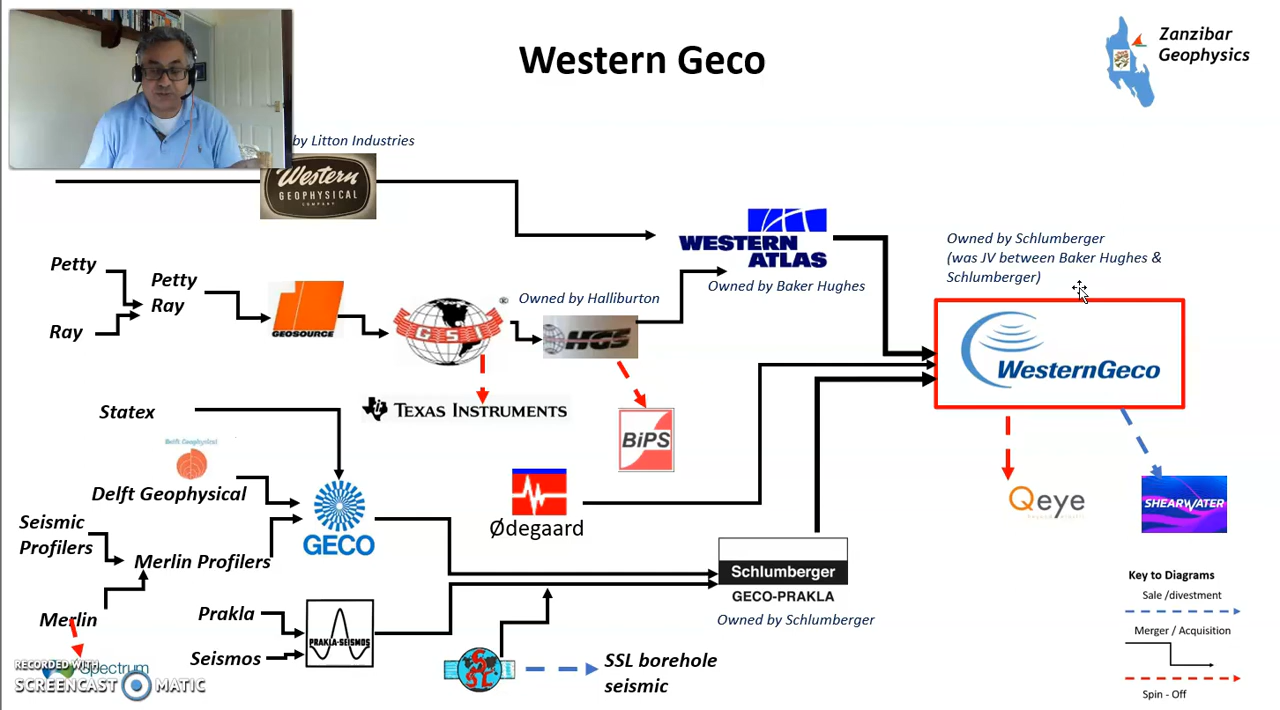 Western Geco
Zanzibar
Geophysics
by Litton Industries
Western
GEOPHYSICAL
COMPANY
WESTERN
ATLAS
Owned by Baker Hughes
Owned by Schlumberger
(was JV between Baker Hughes &
Schlumberger)
Petty
Ray
Petty
Ray
GEOSOURCE
GSI
®
Owned by Halliburton
HGS
WesternGeco
TEXAS INSTRUMENTS
BiPS
Statex
Delft Geophysical
Delft Geophysical
GECO
Ødegaard
Qeye
SHEARWATER
Seismic
Profilers
Merlin Profilers
Merlin
Spectrum
Prakla
Seismos
PRAKLA-SEISMOS
Schlumberger
GECO-PRAKLA
Owned by Schlumberger
SSL
SSL borehole
seismic
Key to Diagrams
Sale /divestment
Merger / Acquisition
Spin - Off
RECORDED WITH
SCREENCAST MATIC